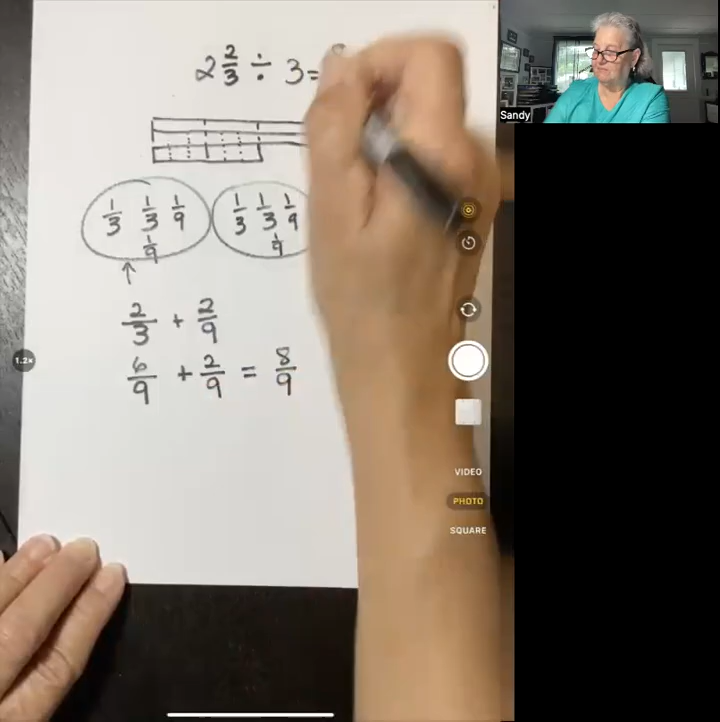 2 2/3 ÷ 3 =
Sandy
1/3 1/3 1/9
1/9
1/3 1/3 1/9
1/9
2/3 + 2/9
6/9 + 2/9 = 8/9
1.2×
VIDEO
PHOTO
SQUARE